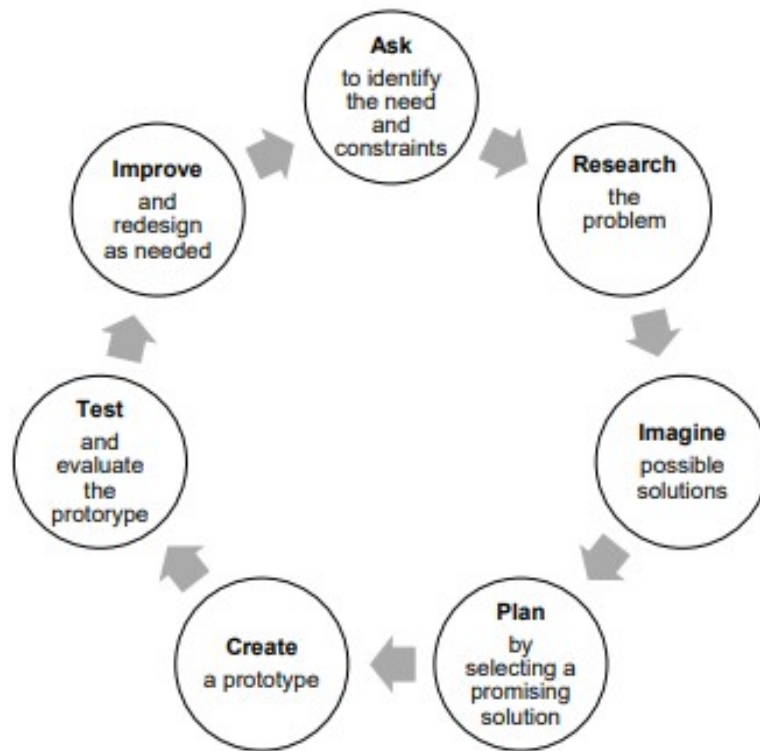 Ask
to identify
the need
and
constraints
Research
the
problem
Imagine
possible
solutions
Plan
by
selecting a
promising
solution
Create
a prototype
Test
and
evaluate
the
protorype
Improve
and
redesign
as needed